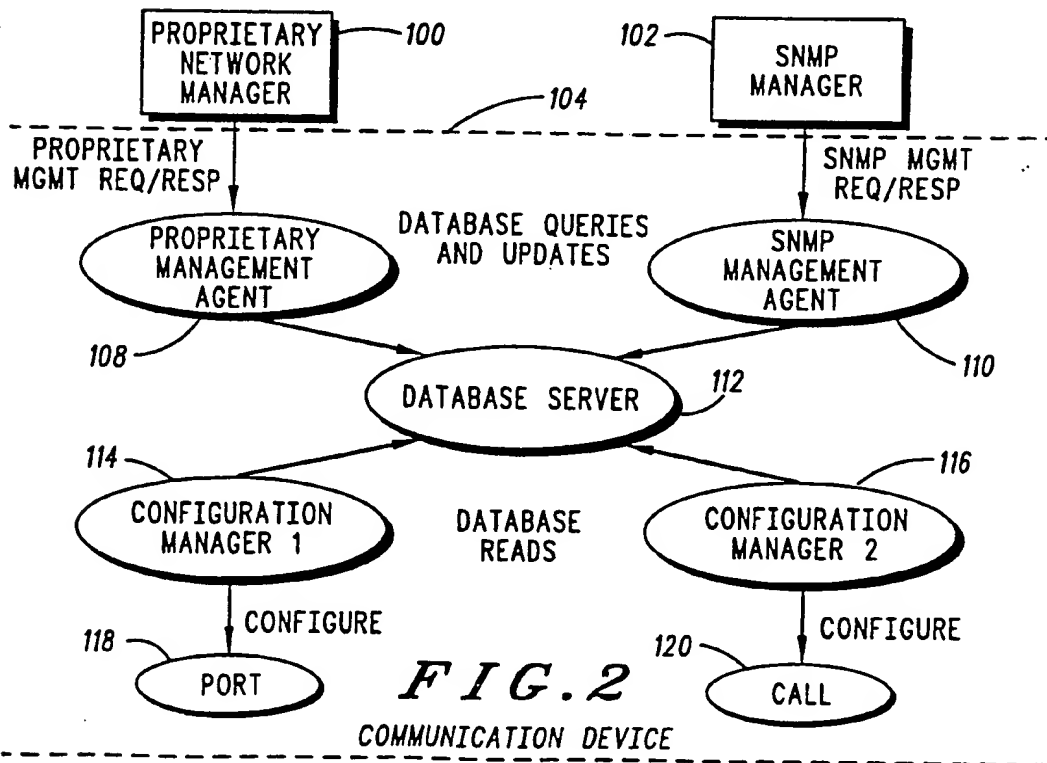 PROPRIETARY
NETWORK
MANAGER
100
102
SNMP
MANAGER
104
PROPRIETARY
MGMT REQ/RESP
SNMP MGMT
REQ/RESP
DATABASE QUERIES
AND UPDATES
PROPRIETARY
MANAGEMENT
AGENT
SNMP
MANAGEMENT
AGENT
108
110
DATABASE SERVER
112
114
116
CONFIGURATION
MANAGER 1
DATABASE
READS
CONFIGURATION
MANAGER 2
CONFIGURE
CONFIGURE
118
PORT
120
CALL
FIG.2
COMMUNICATION DEVICE